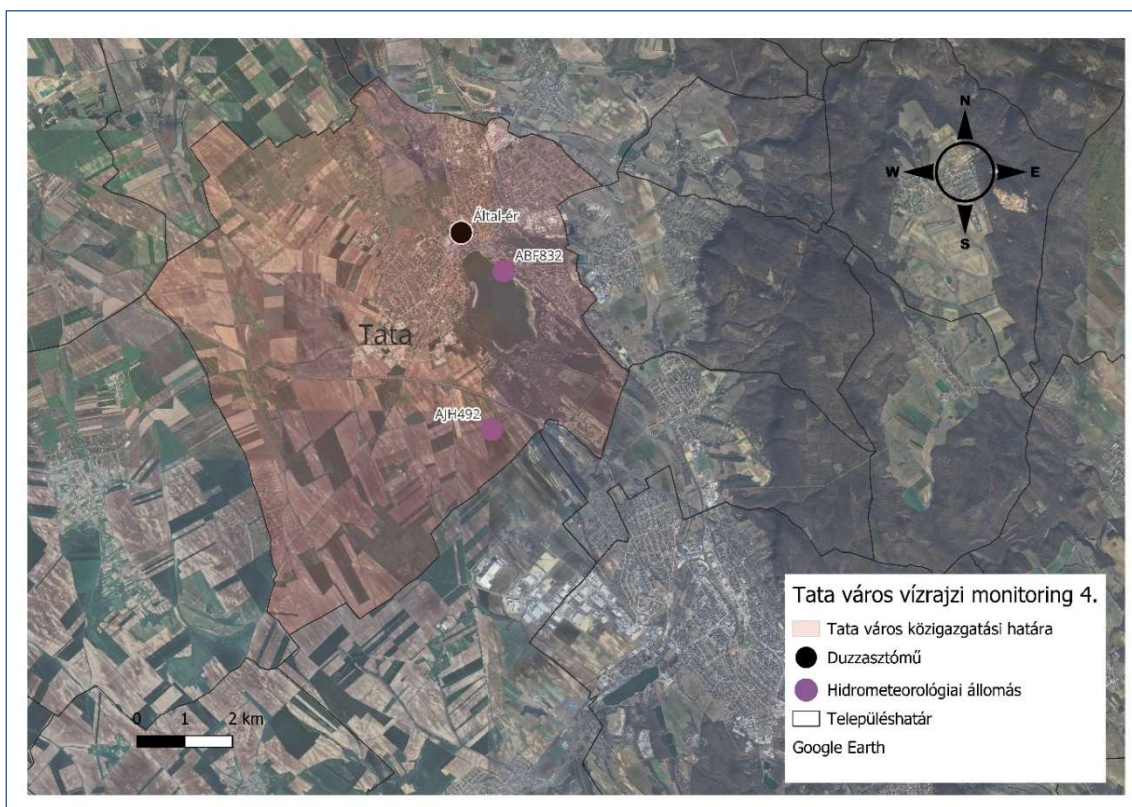 N
W E
S
Által-ér
ABF832
Tata
AJH492
0 1 2 km
Tata város vízrajzi monitoring 4.
Tata város közigazgatási határa
Duzzasztómű
Hidrometeorológiai állomás
Településhatár
Google Earth